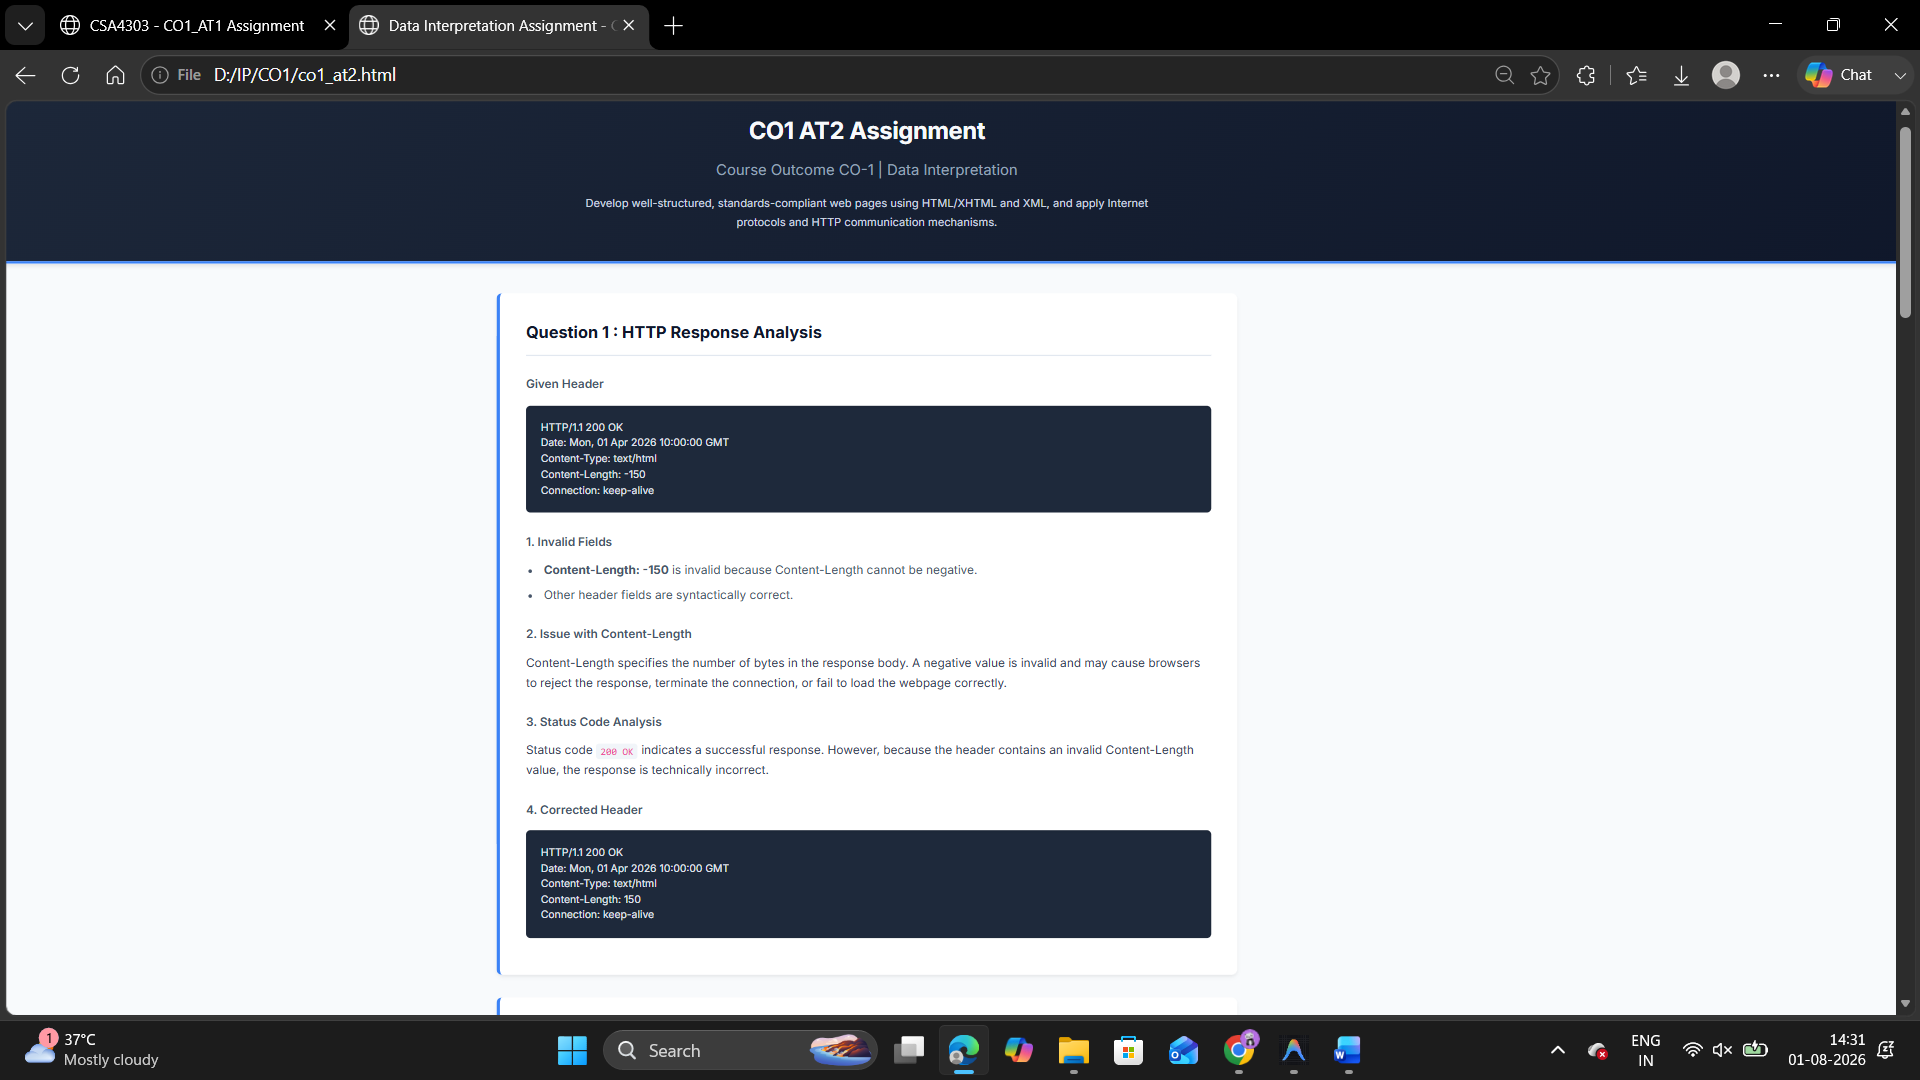 CSA4303 - CO1_AT1 Assignment
Data Interpretation Assignment -
File D:/IP/CO1/co1_at2.html
Chat
CO1 AT2 Assignment
Course Outcome CO-1 | Data Interpretation
Develop well-structured, standards-compliant web pages using HTML/XHTML and XML, and apply Internet
protocols and HTTP communication mechanisms.
Question 1 : HTTP Response Analysis
Given Header
HTTP/1.1 200 OK
Date: Mon, 01 Apr 2026 10:00:00 GMT
Content-Type: text/html
Content-Length: -150
Connection: keep-alive
1. Invalid Fields
• Content-Length: -150 is invalid because Content-Length cannot be negative.
• Other header fields are syntactically correct.
2. Issue with Content-Length
Content-Length specifies the number of bytes in the response body. A negative value is invalid and may cause browsers
to reject the response, terminate the connection, or fail to load the webpage correctly.
3. Status Code Analysis
Status code 200 OK indicates a successful response. However, because the header contains an invalid Content-Length
value, the response is technically incorrect.
4. Corrected Header
HTTP/1.1 200 OK
Date: Mon, 01 Apr 2026 10:00:00 GMT
Content-Type: text/html
Content-Length: 150
Connection: keep-alive
1
37°C
Mostly cloudy
Search
ENG
IN
14:31
01-08-2026